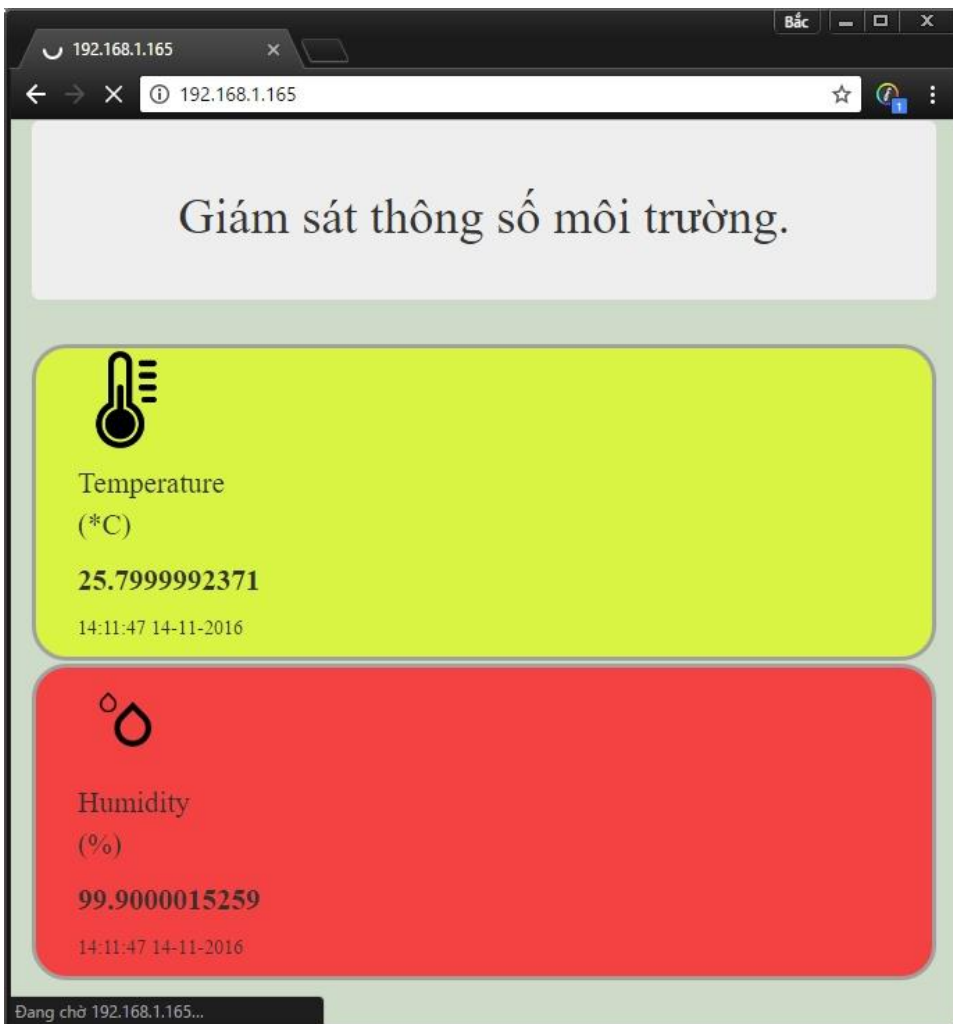 Bắc
192.168.1.165
192.168.1.165
1
Giám sát thông số môi trường.
Temperature
(*C)
25.7999992371
14:11:47 14-11-2016
Humidity
(%)
99.9000015259
14:11:47 14-11-2016
Đang chờ 192.168.1.165...